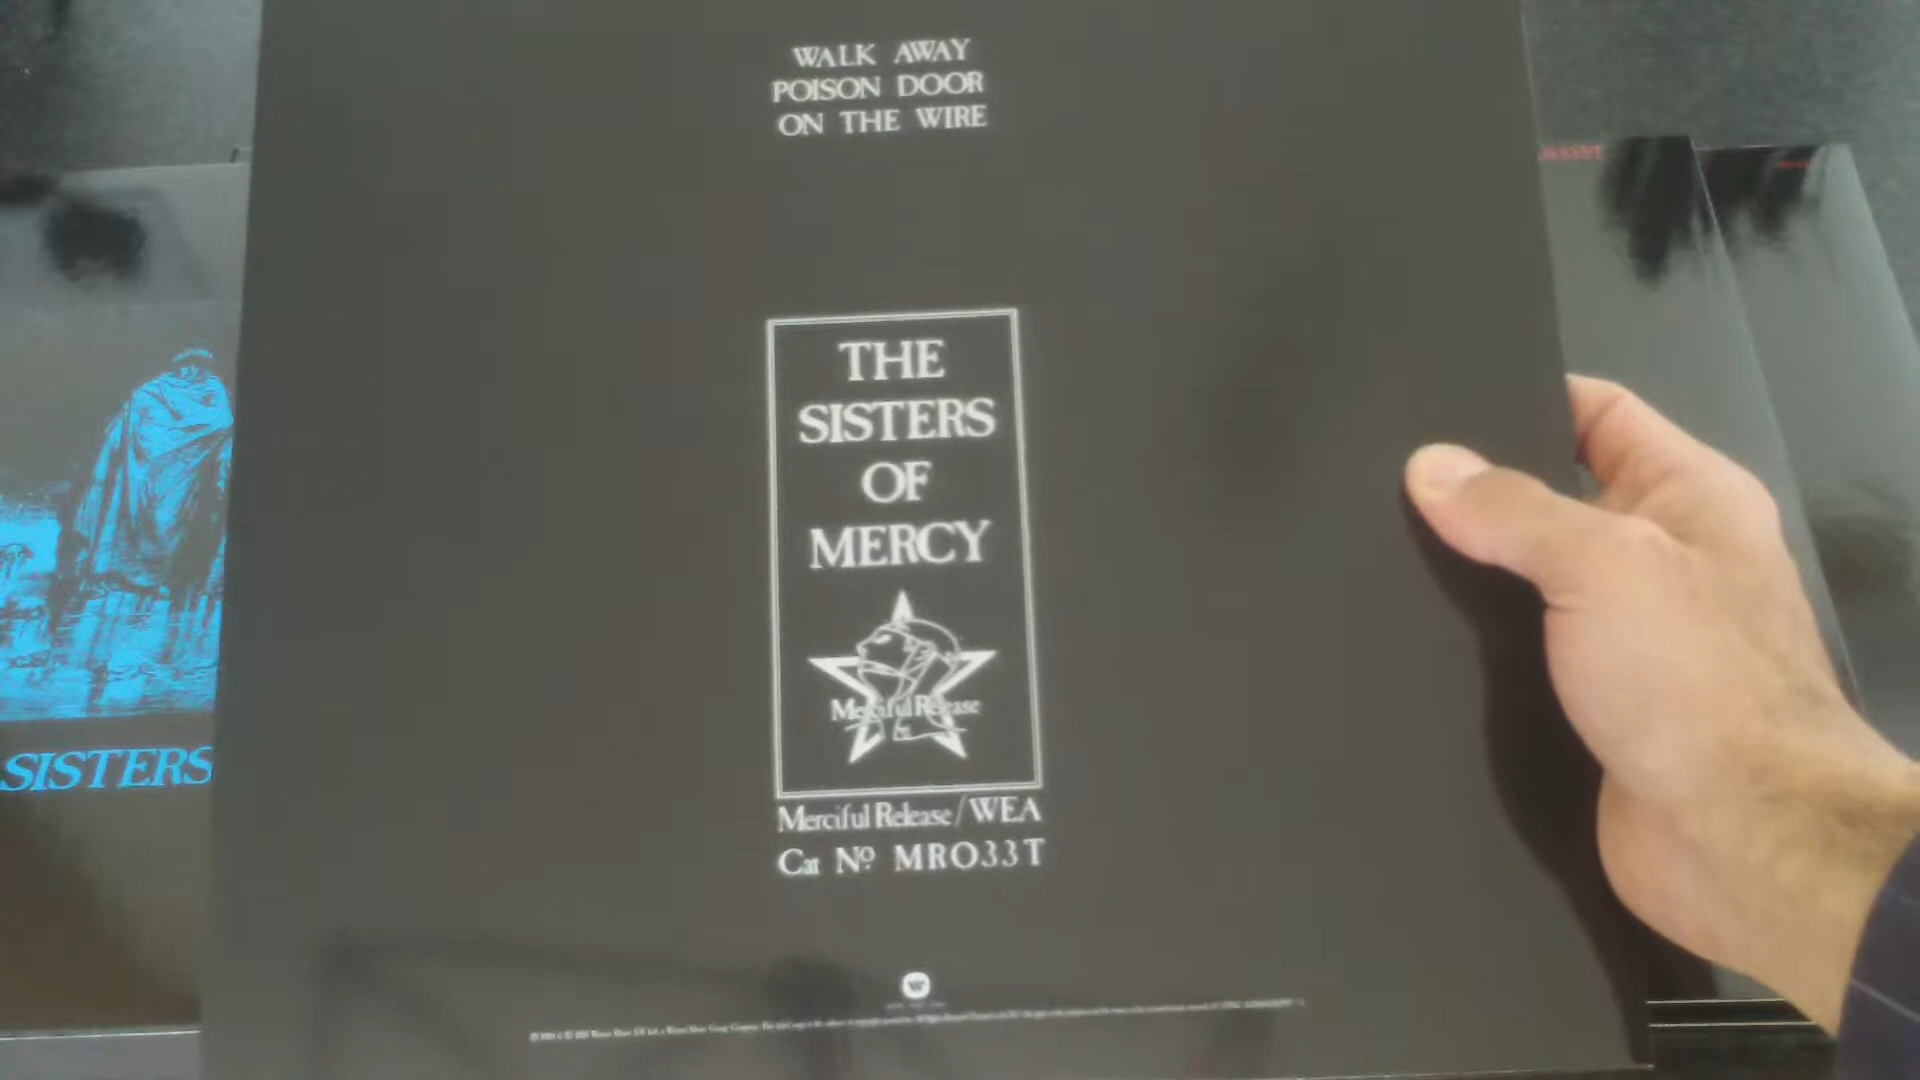 WALK AWAY
POISON DOOR
ON THE WIRE
THE
SISTERS
OF
MERCY
Merciful Release
Merciful Release/WEA
Cat Nº MRO33T
SISTERS